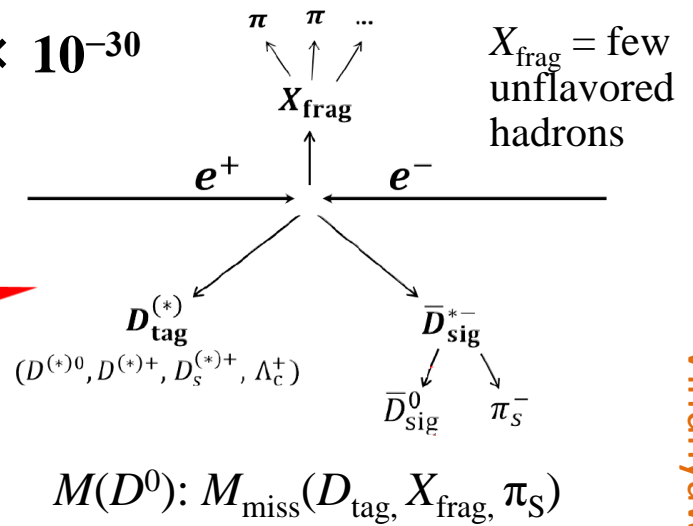 × 10⁻³⁰
π π ...
X_frag
X_frag = few
unflavored
hadrons
e⁺ e⁻
D_tag^(*)
(D^(*)0, D^(*)+, D_s^(*)+, Λ_c^+)
D̅_sig^*−
D̅_sig^0 π_S^−
M(D⁰): M_miss(D_tag, X_frag, π_S)